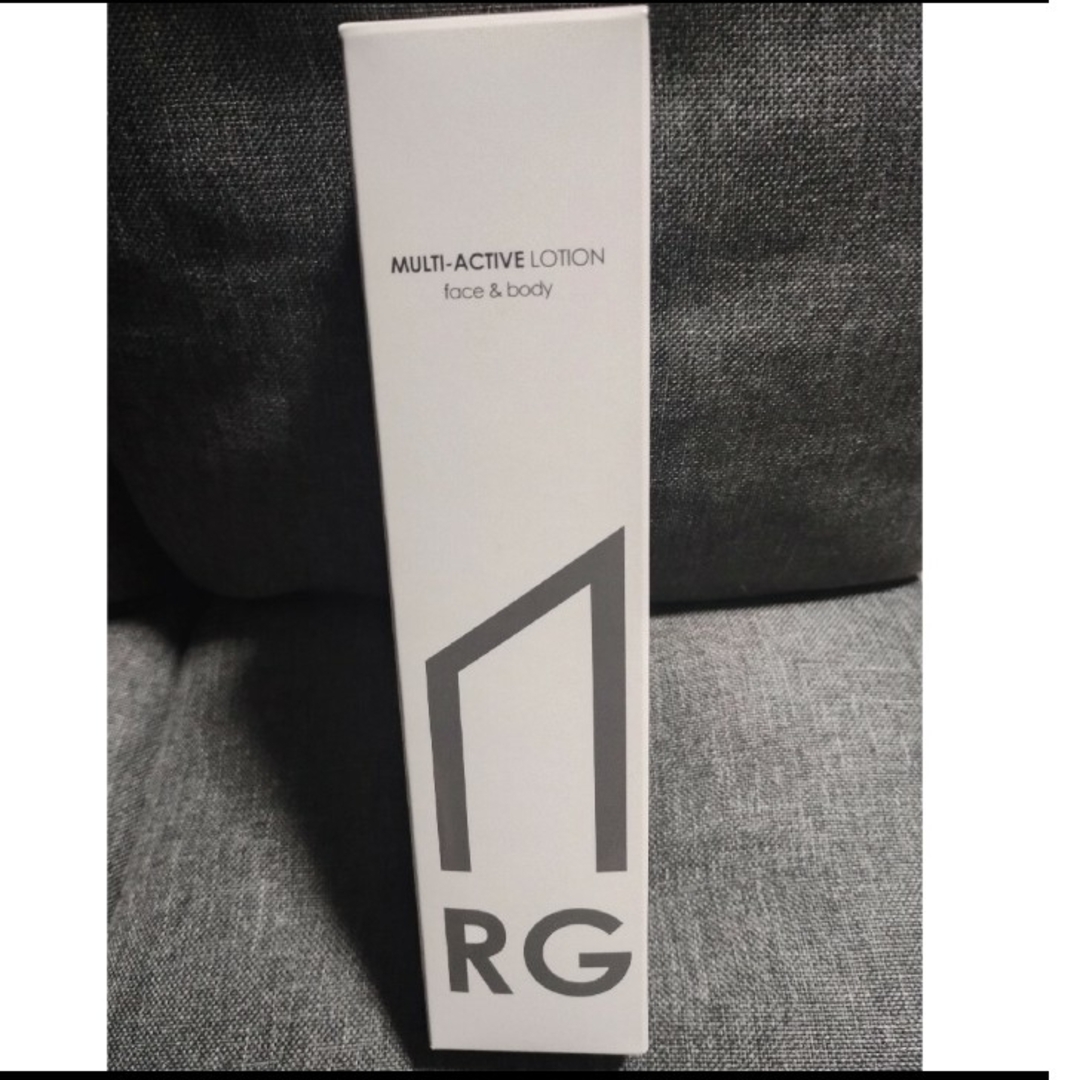 MULTI-ACTIVE LOTION
face & body
RG